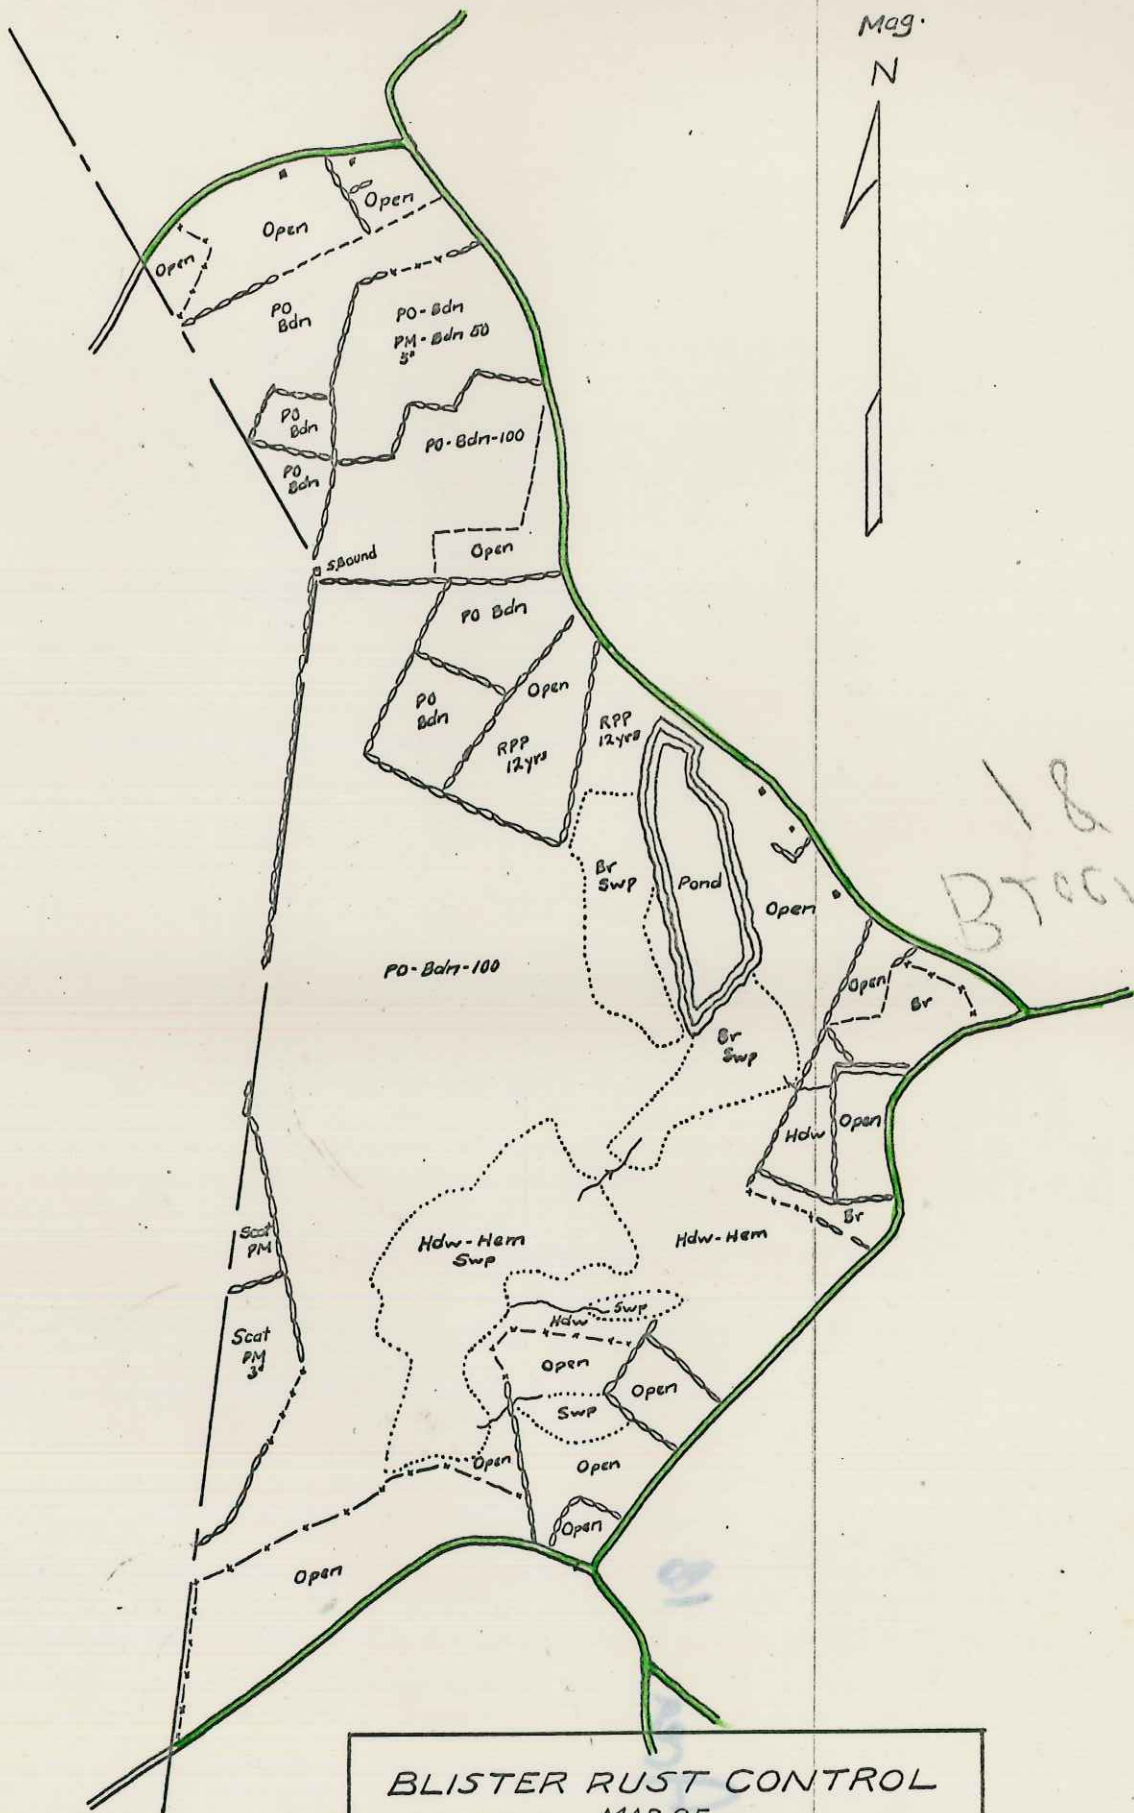 Mag.
N
Open
Open
Open
PO
Bdn
PO-Bdn
PM-Bdn 50
5"
PO
Bdn
PO-Bdn-100
PO
Bdn
S.Bound
Open
PO Bdn
PO
Bdn
Open
RPP
12yrs
RPP
12yrs
1 &
Br
Swp
Pond
Open
PO-Bdn-100
Open
Br
Br
Swp
Hdw
Open
Br
Scat
PM
Hdw-Hem
Swp
Hdw-Hem
Swp
Hdw
Scat
PM
3"
Open
Open
Swp
Open
Open
Open
Open
BLISTER RUST CONTROL
MAP OF